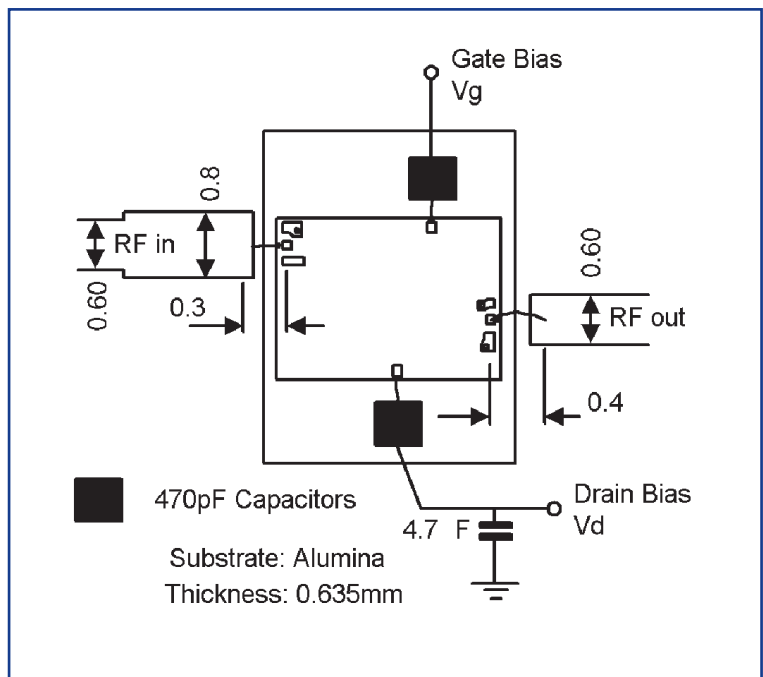 Gate Bias
Vg
0.8
RF in
0.60
0.3
0.60
RF out
0.4
470pF Capacitors
Drain Bias
Vd
4.7 F
Substrate: Alumina
Thickness: 0.635mm